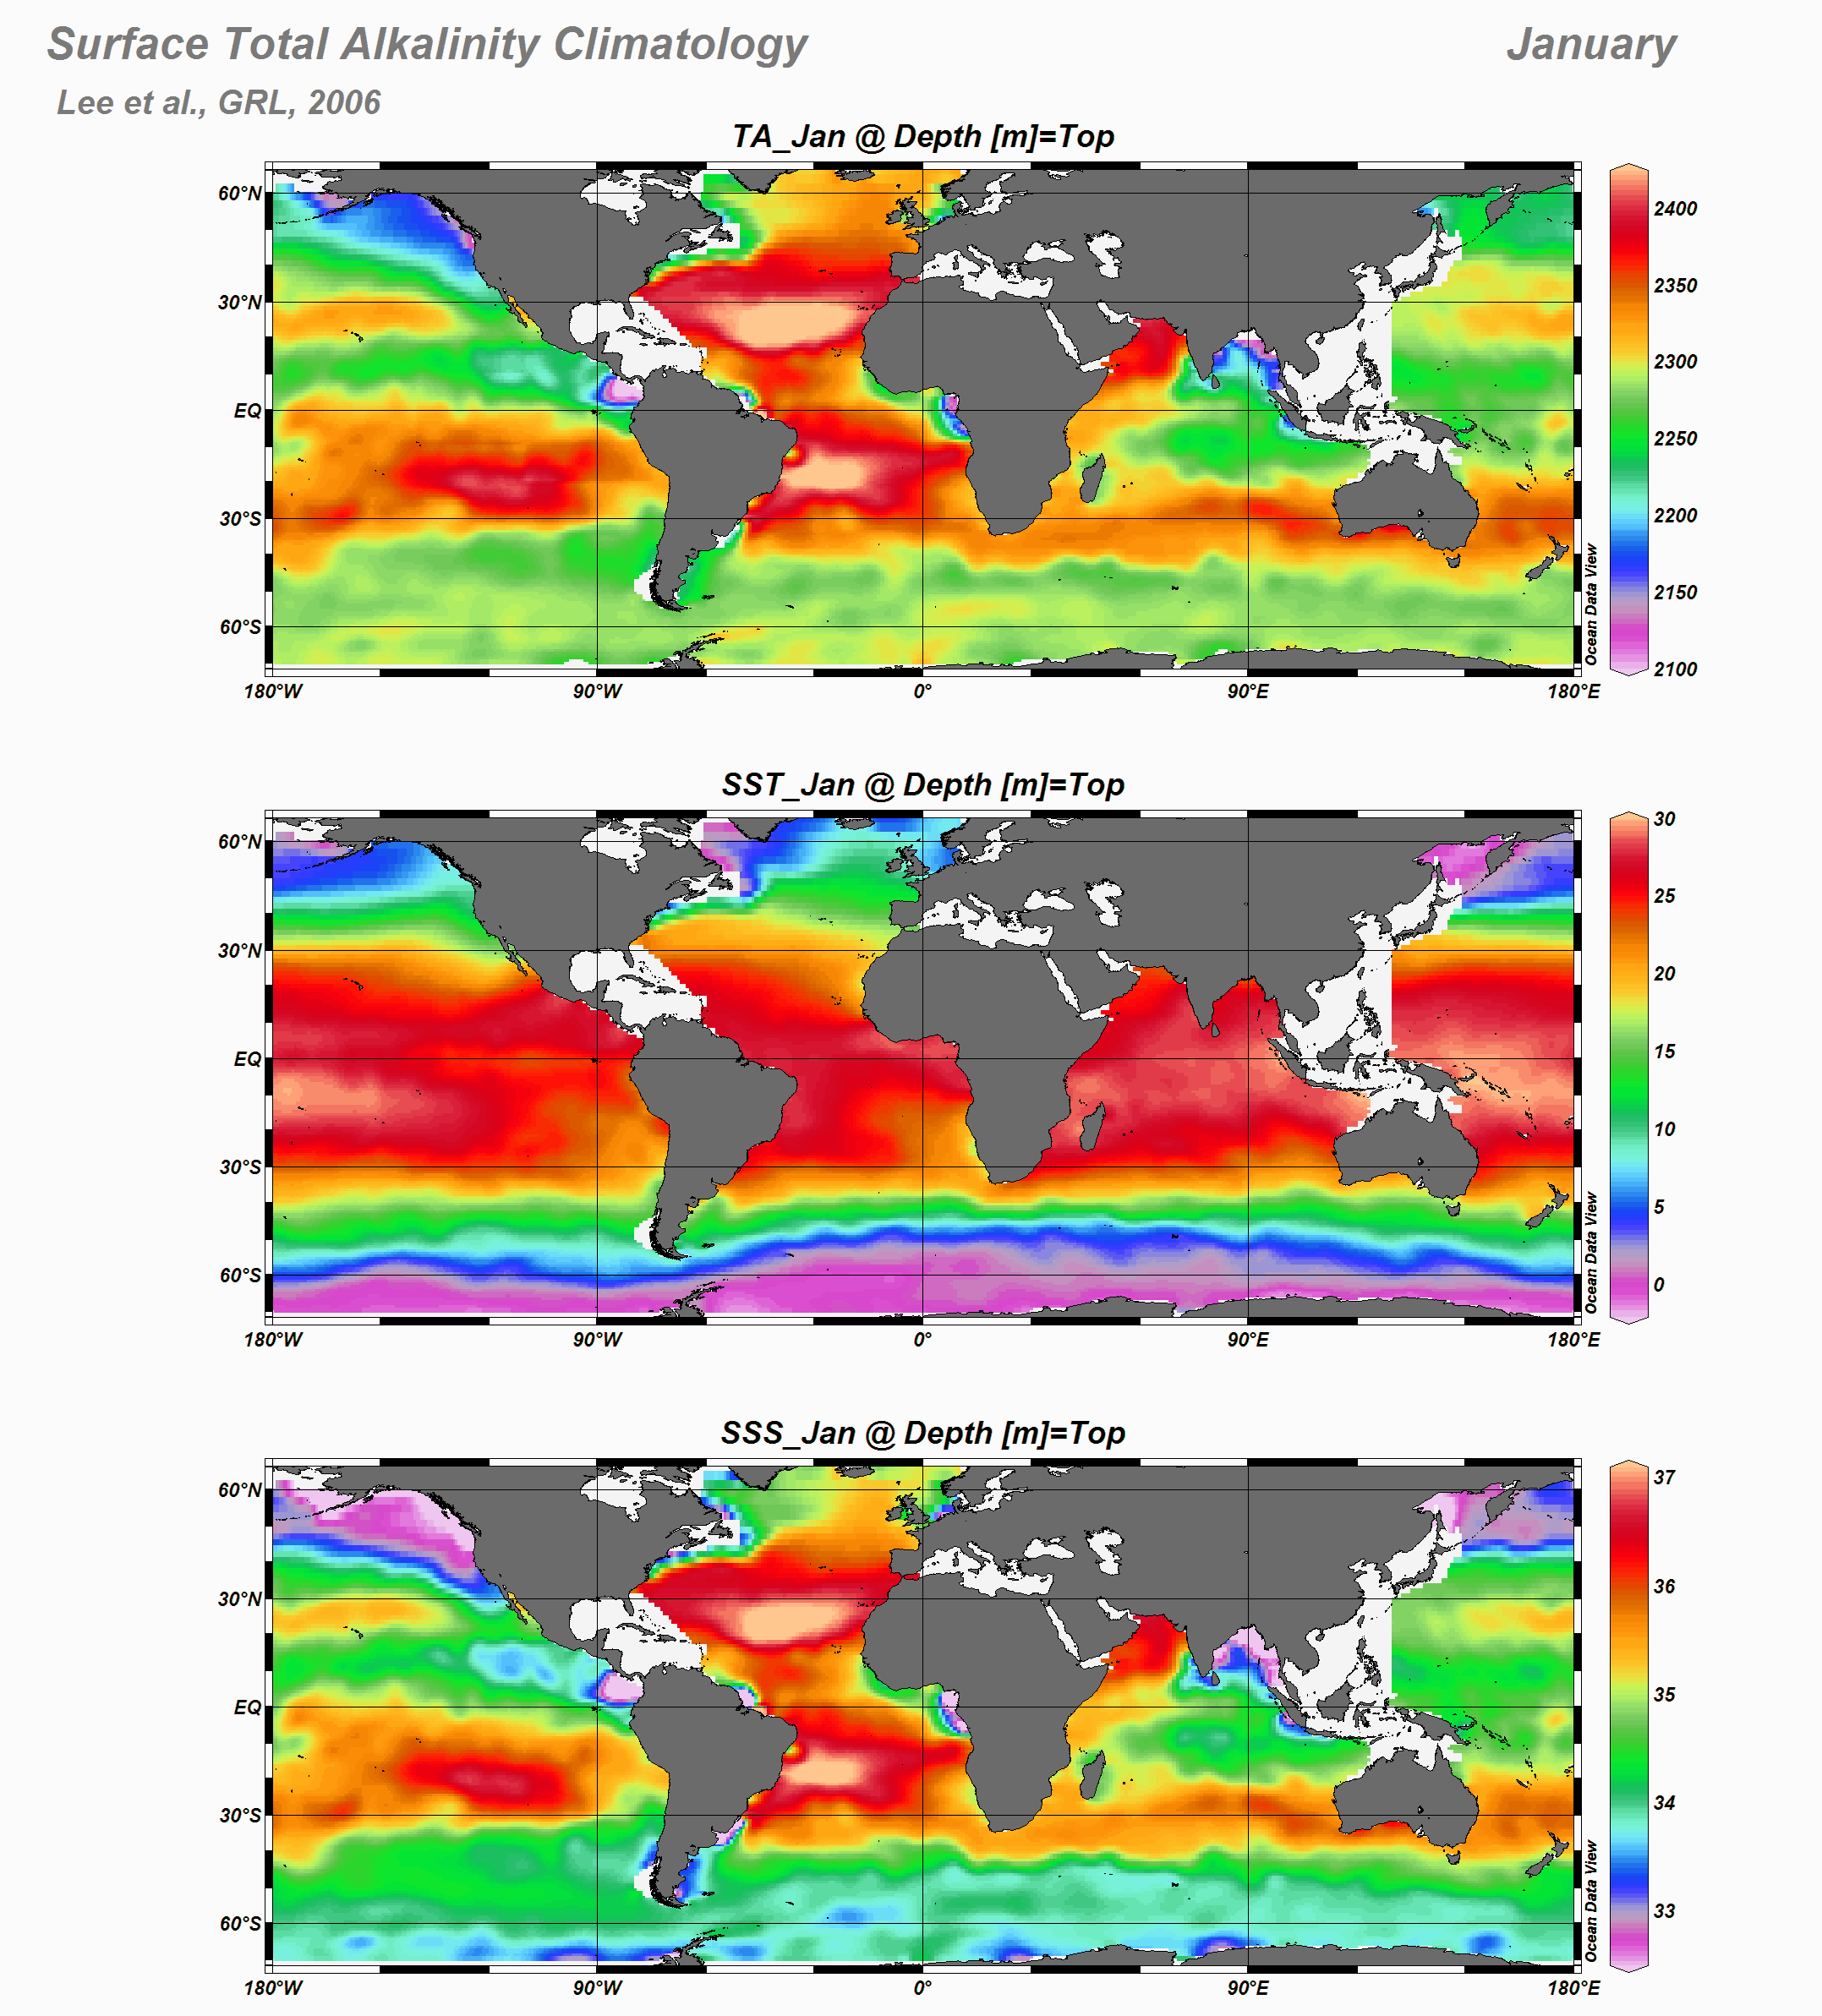 Surface Total Alkalinity Climatology
January
Lee et al., GRL, 2006
TA_Jan @ Depth [m]=Top
60°N
30°N
EQ
30°S
60°S
180°W
90°W
0°
90°E
180°E
Ocean Data View
2400
2350
2300
2250
2200
2150
2100
SST_Jan @ Depth [m]=Top
60°N
30°N
EQ
30°S
60°S
180°W
90°W
0°
90°E
180°E
Ocean Data View
30
25
20
15
10
5
0
SSS_Jan @ Depth [m]=Top
60°N
30°N
EQ
30°S
60°S
180°W
90°W
0°
90°E
180°E
Ocean Data View
37
36
35
34
33